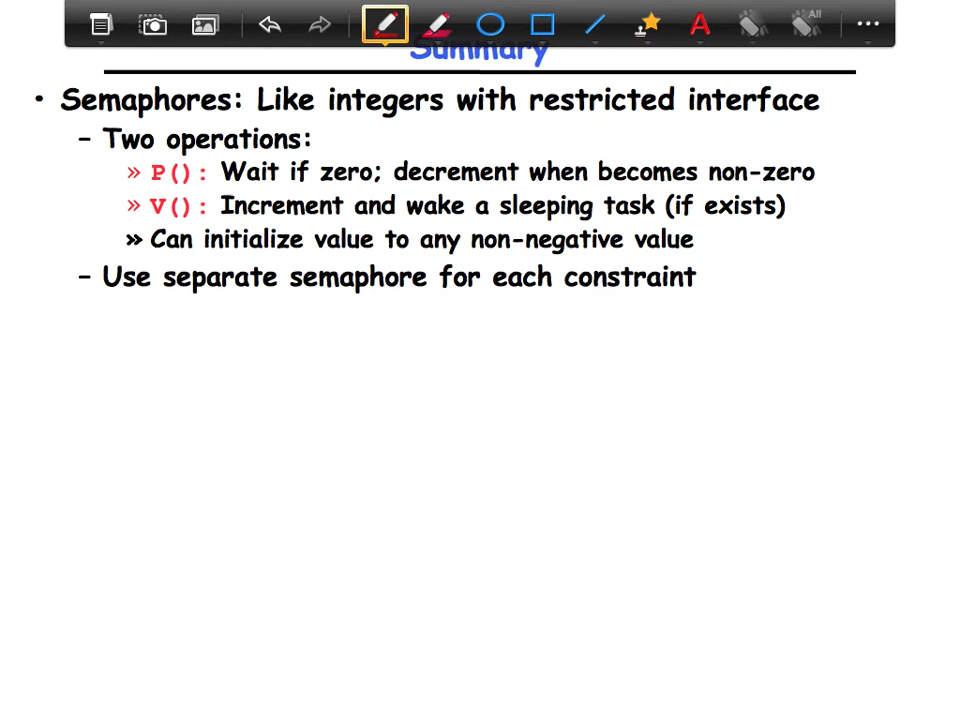 All
A
Summary
• Semaphores: Like integers with restricted interface
– Two operations:
» P(): Wait if zero; decrement when becomes non-zero
» V(): Increment and wake a sleeping task (if exists)
» Can initialize value to any non-negative value
– Use separate semaphore for each constraint